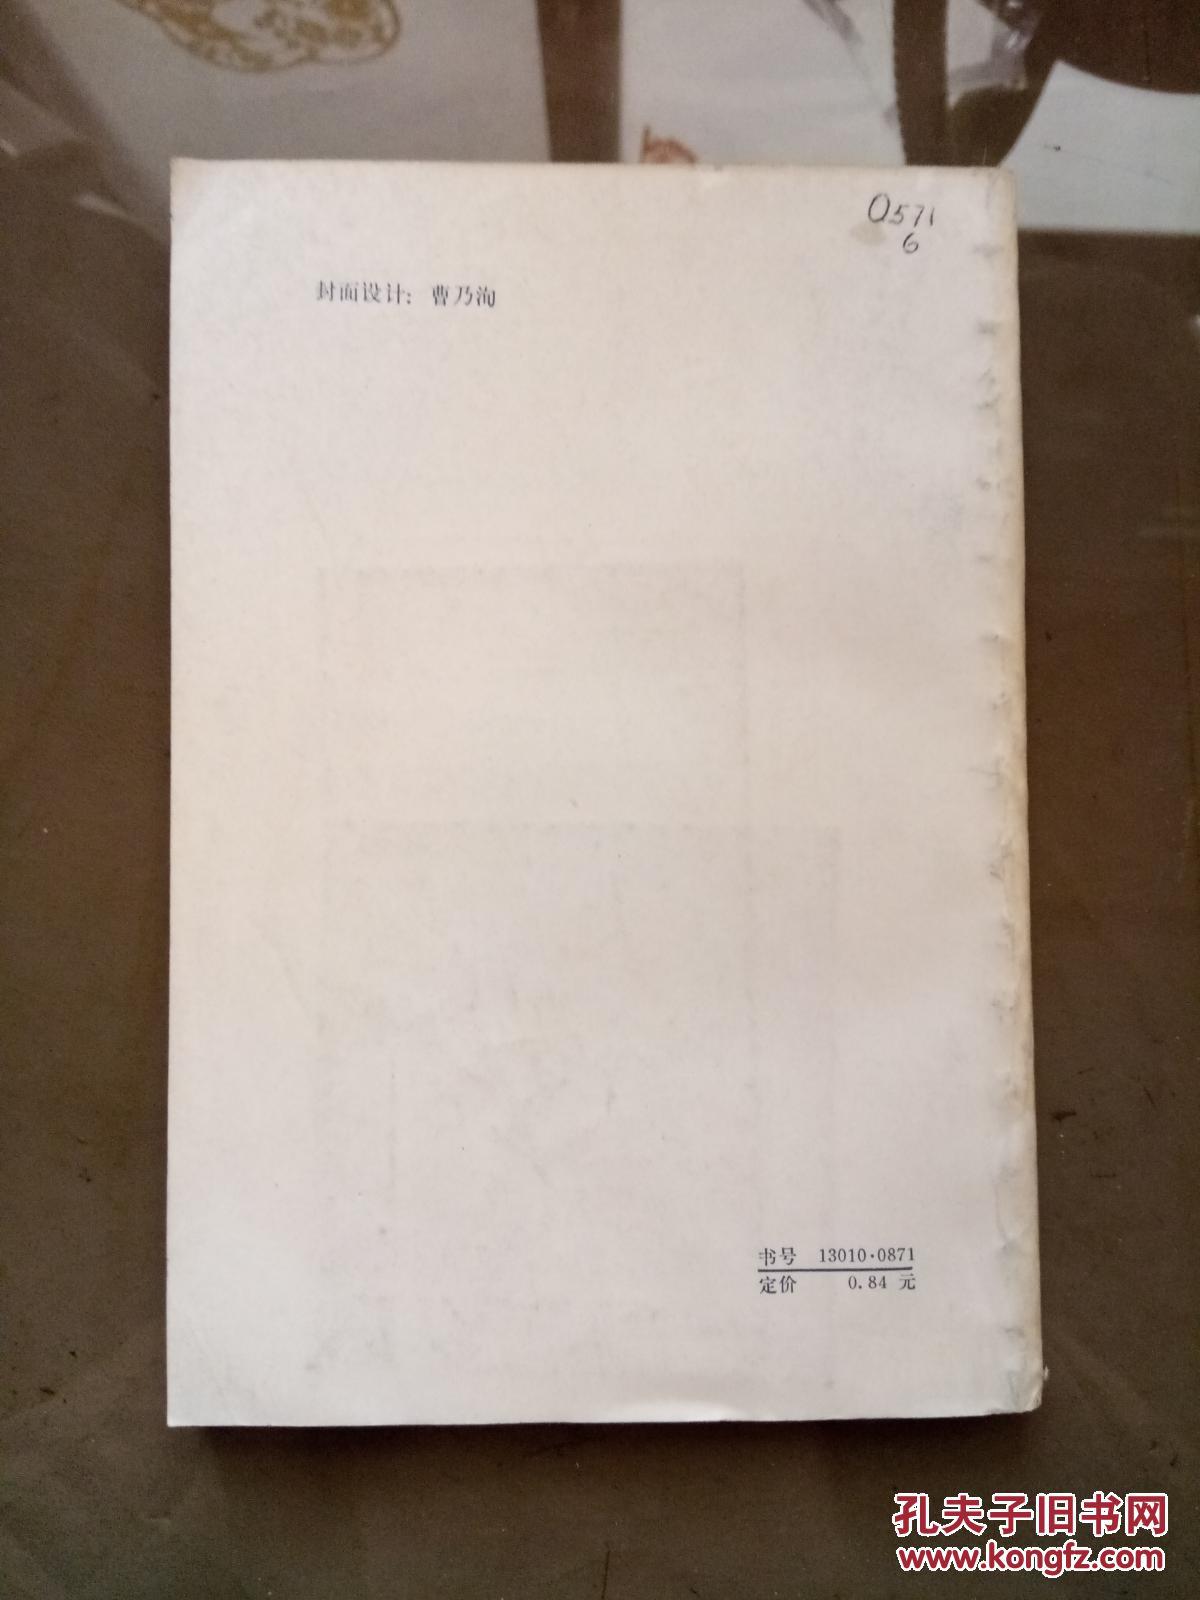 O571
6
封面设计：曹乃洵
书号 13010·0871
定价 0.84 元
孔夫子旧书网
www.kongfz.com